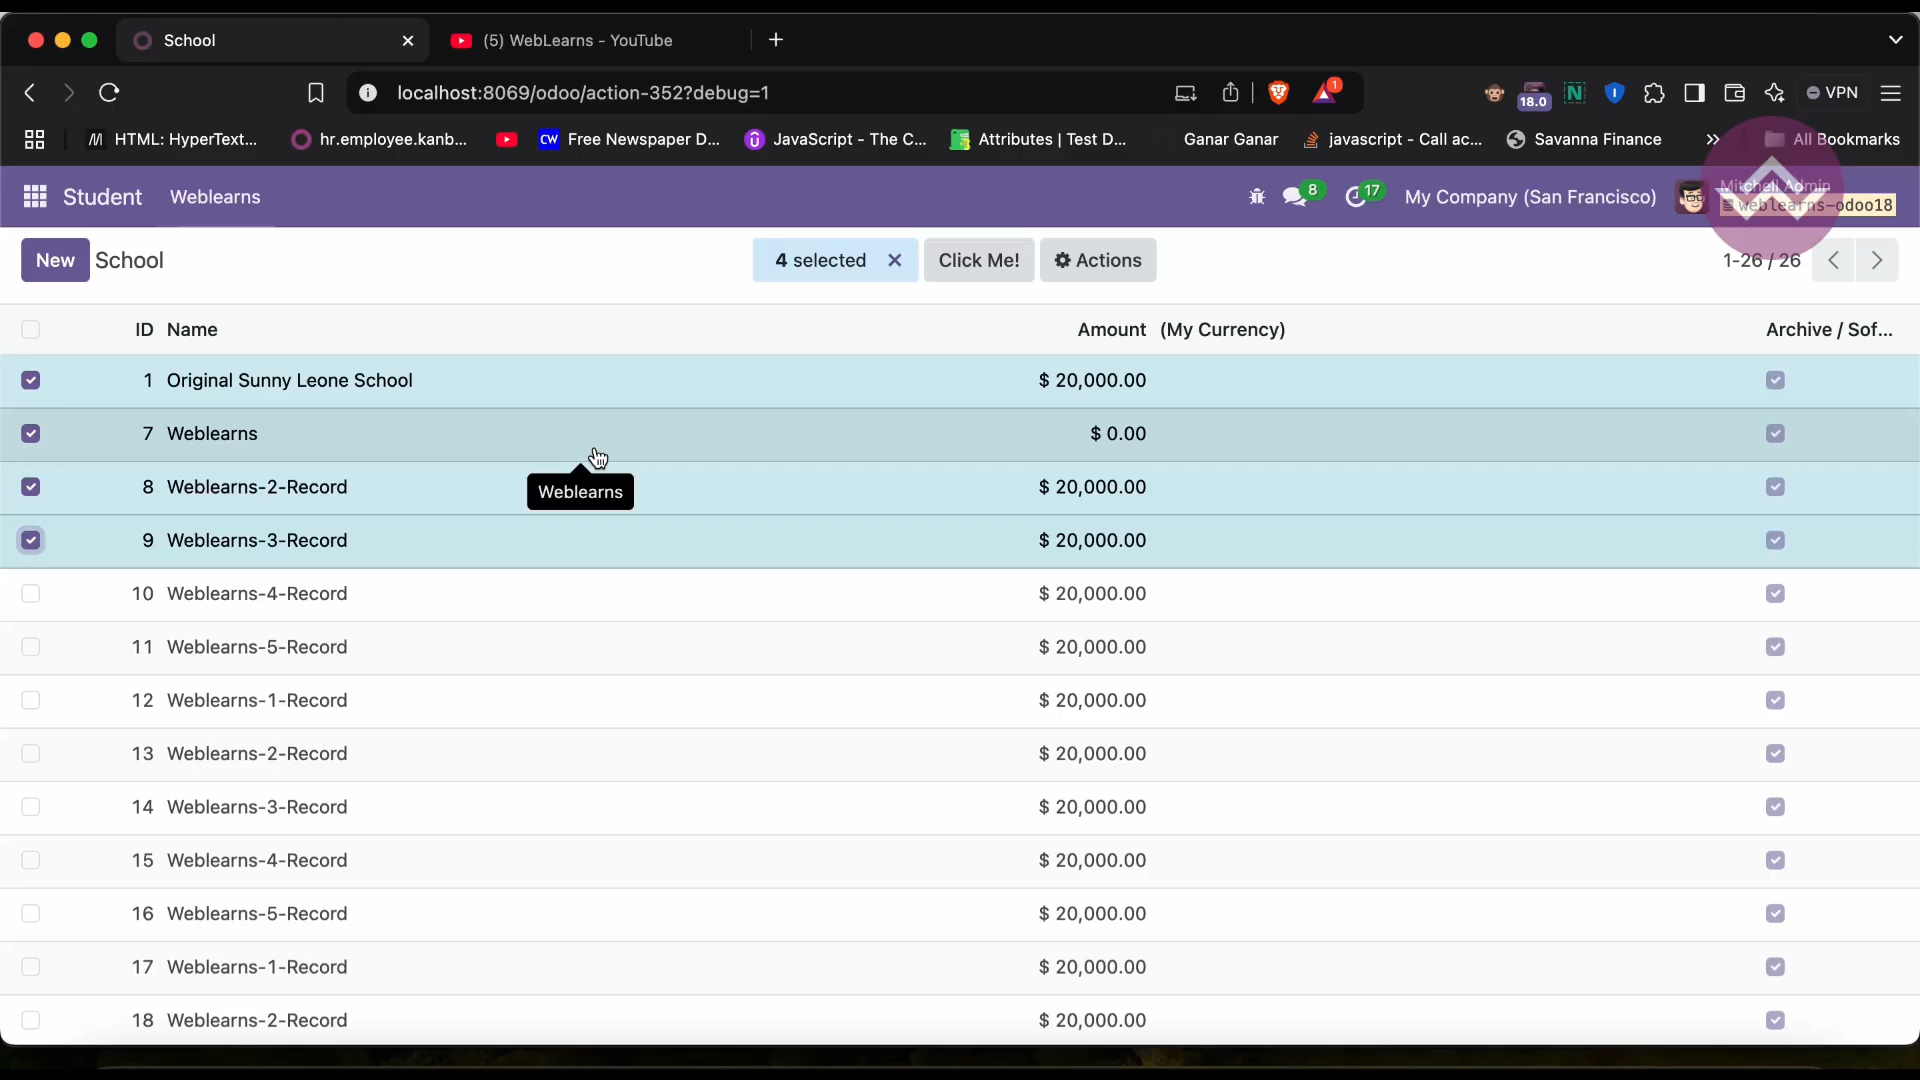 School
(5) WebLearns - YouTube
localhost:8069/odoo/action-352?debug=1
1
18.0
N
VPN
HTML: HyperText...
hr.employee.kanb...
CW Free Newspaper D...
JavaScript - The C...
Attributes | Test D...
Ganar Ganar
javascript - Call ac...
Savanna Finance
All Bookmarks
Student
Weblearns
8
17
My Company (San Francisco)
Mitchell Admin
weblearns-odoo18
New
School
4 selected
Click Me!
Actions
1-26 / 26
ID Name Amount (My Currency) Archive / Sof...
1 Original Sunny Leone School $ 20,000.00
7 Weblearns $ 0.00
8 Weblearns-2-Record $ 20,000.00
Weblearns
9 Weblearns-3-Record $ 20,000.00
10 Weblearns-4-Record $ 20,000.00
11 Weblearns-5-Record $ 20,000.00
12 Weblearns-1-Record $ 20,000.00
13 Weblearns-2-Record $ 20,000.00
14 Weblearns-3-Record $ 20,000.00
15 Weblearns-4-Record $ 20,000.00
16 Weblearns-5-Record $ 20,000.00
17 Weblearns-1-Record $ 20,000.00
18 Weblearns-2-Record $ 20,000.00